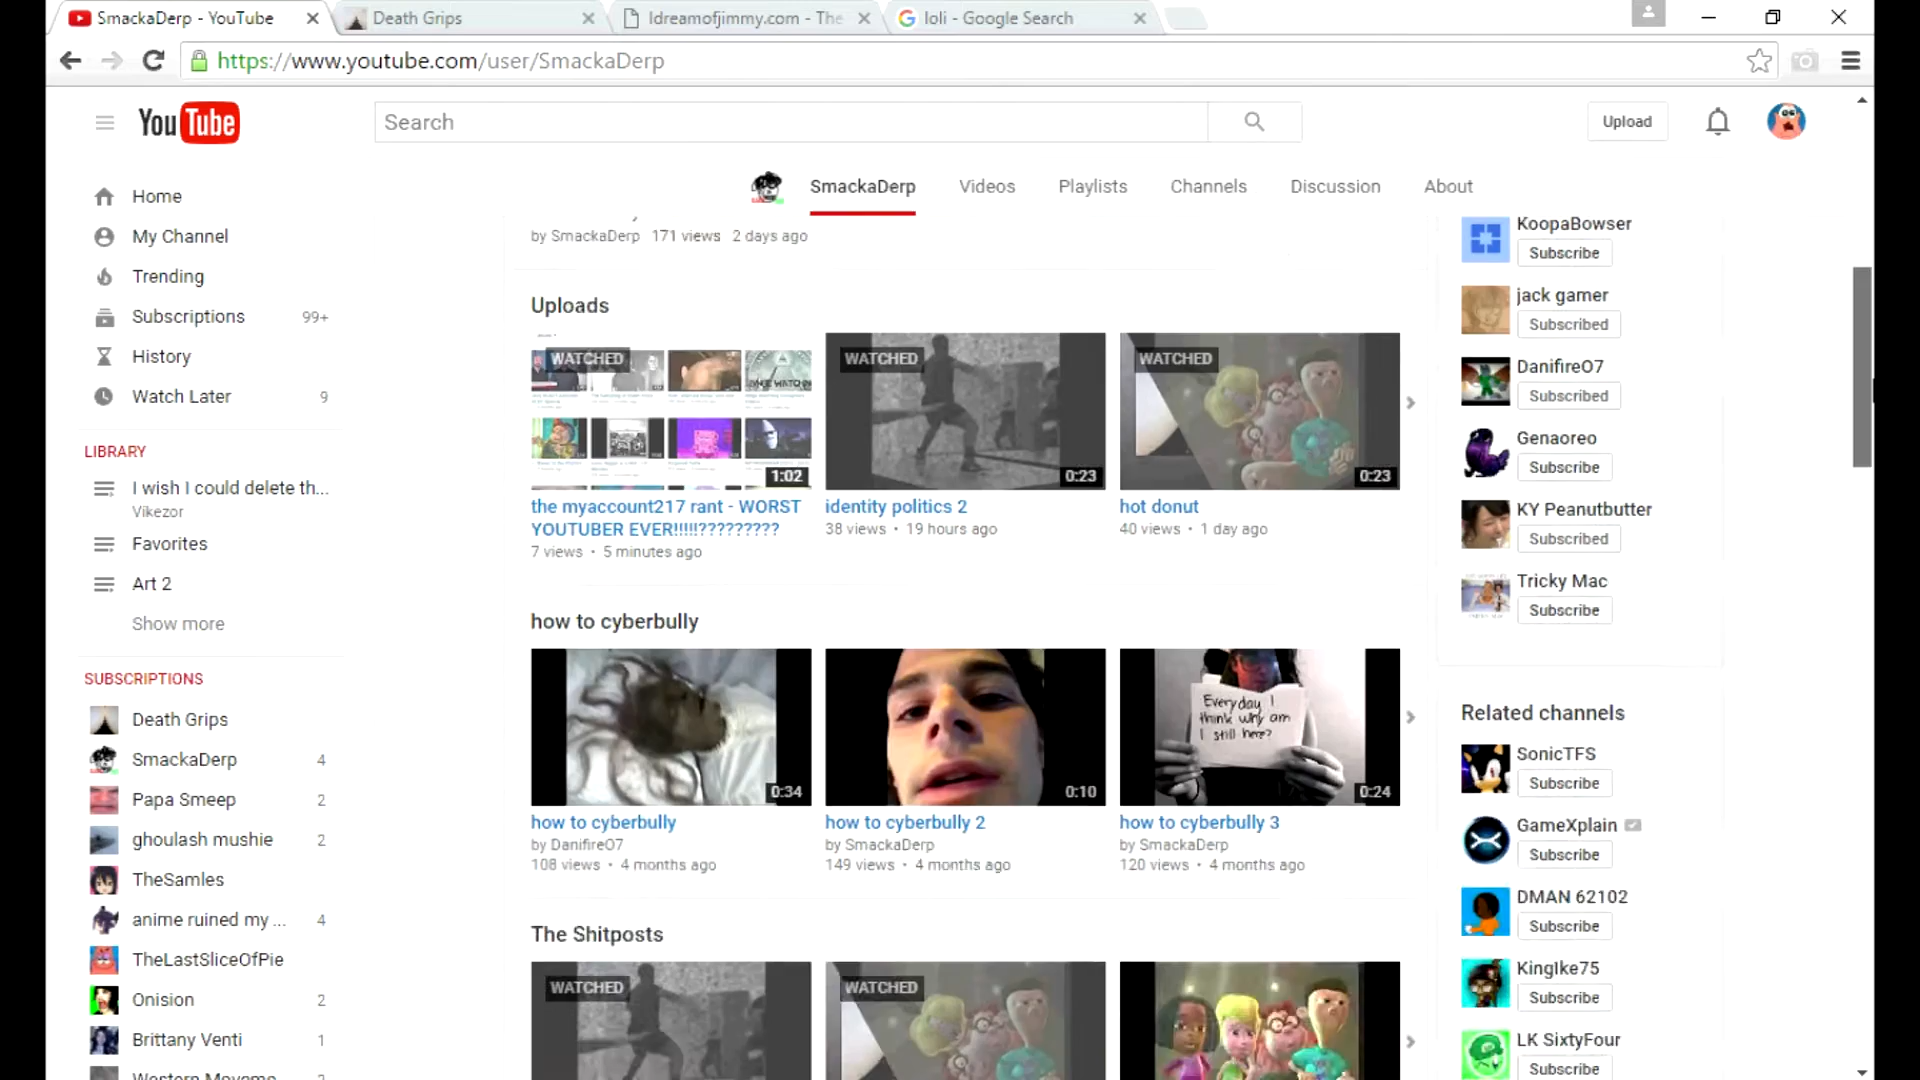 SmackaDerp - YouTube
Death Grips
Idreamofjimmy.com - The
loli - Google Search
https://www.youtube.com/user/SmackaDerp
YouTube
Search
Upload
SmackaDerp
Videos
Playlists
Channels
Discussion
About
Home
My Channel
Trending
Subscriptions 99+
History
Watch Later 9
LIBRARY
I wish I could delete th...
Vikezor
Favorites
Art 2
Show more
SUBSCRIPTIONS
Death Grips
SmackaDerp 4
Papa Smeep 2
ghoulash mushie 2
TheSamles
anime ruined my ... 4
TheLastSliceOfPie
Onision 2
Brittany Venti 1
by SmackaDerp 171 views 2 days ago
Uploads
WATCHED
1:02
the myaccount217 rant - WORST
YOUTUBER EVER!!!!!?????????
7 views • 5 minutes ago
WATCHED
0:23
identity politics 2
38 views • 19 hours ago
WATCHED
0:23
hot donut
40 views • 1 day ago
how to cyberbully
0:34
how to cyberbully
by DanifireO7
108 views • 4 months ago
0:10
how to cyberbully 2
by SmackaDerp
149 views • 4 months ago
Everyday I
think why am
I still here?
0:24
how to cyberbully 3
by SmackaDerp
120 views • 4 months ago
The Shitposts
WATCHED
WATCHED
KoopaBowser
Subscribe
jack gamer
Subscribed
DanifireO7
Subscribed
Genaoreo
Subscribe
KY Peanutbutter
Subscribed
Tricky Mac
Subscribe
Related channels
SonicTFS
Subscribe
GameXplain
Subscribe
DMAN 62102
Subscribe
KingIke75
Subscribe
LK SixtyFour
Subscribe